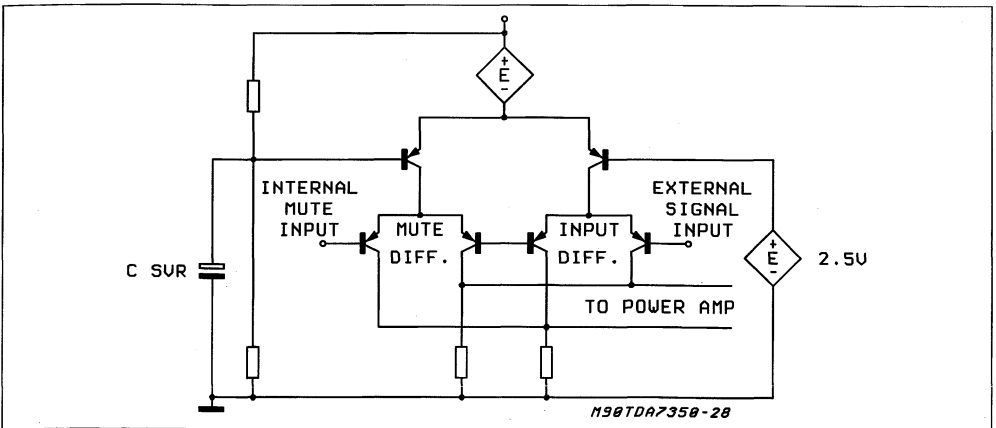 +
E
-
INTERNAL
MUTE
INPUT
MUTE
DIFF.
INPUT
DIFF.
EXTERNAL
SIGNAL
INPUT
+
E
-
2.5V
C SVR
TO POWER AMP
M90TDA7350-28